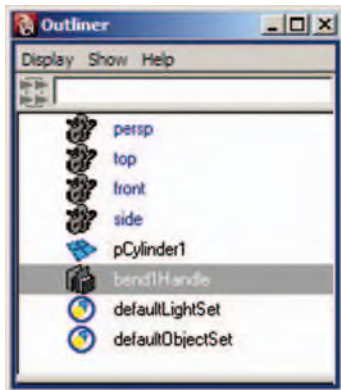 Outliner
Display Show Help
persp
top
front
side
pCylinder1
bend1Handle
defaultLightSet
defaultObjectSet